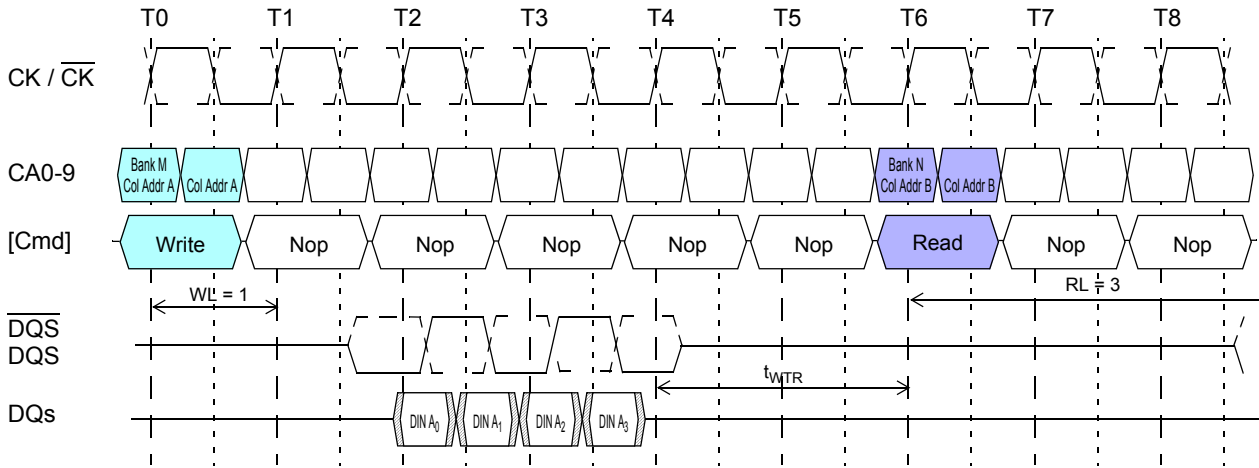 T0 T1 T2 T3 T4 T5 T6 T7 T8
CK / C̅K̅
CA0-9
Bank M
Col Addr A
Col Addr A
Bank N
Col Addr B
Col Addr B
[Cmd] Write Nop Nop Nop Nop Nop Read Nop Nop
WL = 1 RL = 3
D̅Q̅S̅
DQS
tWTR
DQs DIN A0 DIN A1 DIN A2 DIN A3